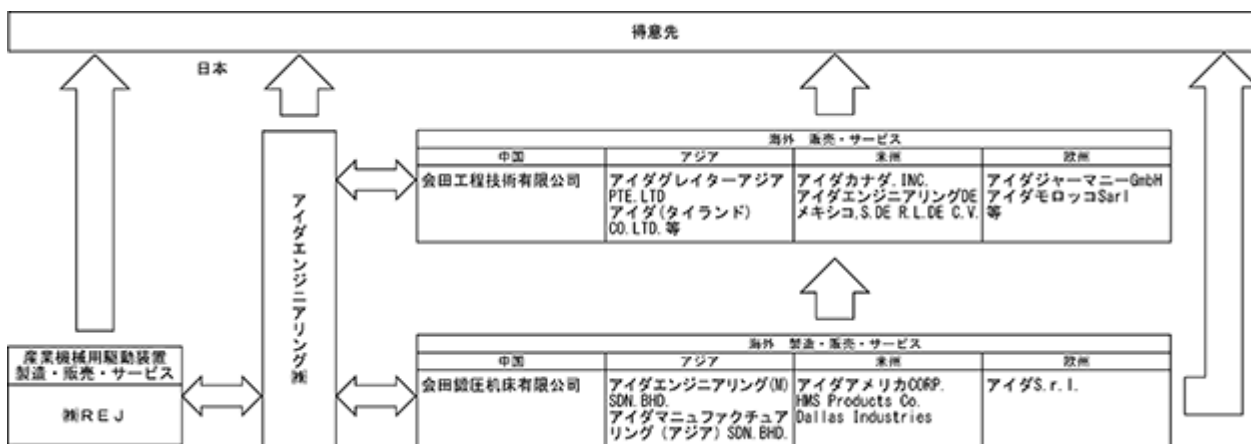 得意先
日本
海外 販売・サービス
中国
アジア
米州
欧州
会田工程技術有限公司
アイダグレイターアジア
PTE.LTD
アイダ(タイランド)
CO.LTD.等
アイダカナダ.INC.
アイダエンジニアリングDE
メキシコ,S.DE R.L.DE C.V.
アイダジャーマニーGmbH
アイダモロッコSarl
等
アイダエンジニアリング㈱
海外 製造・販売・サービス
中国
アジア
米州
欧州
会田鍛圧机床有限公司
アイダエンジニアリング(M)
SDN.BHD.
アイダマニュファクチュア
リング(アジア)SDN.BHD.
アイダアメリカCORP.
HMS Products Co.
Dallas Industries
アイダS.r.l.
産業機械用駆動装置
製造・販売・サービス
㈱REJ